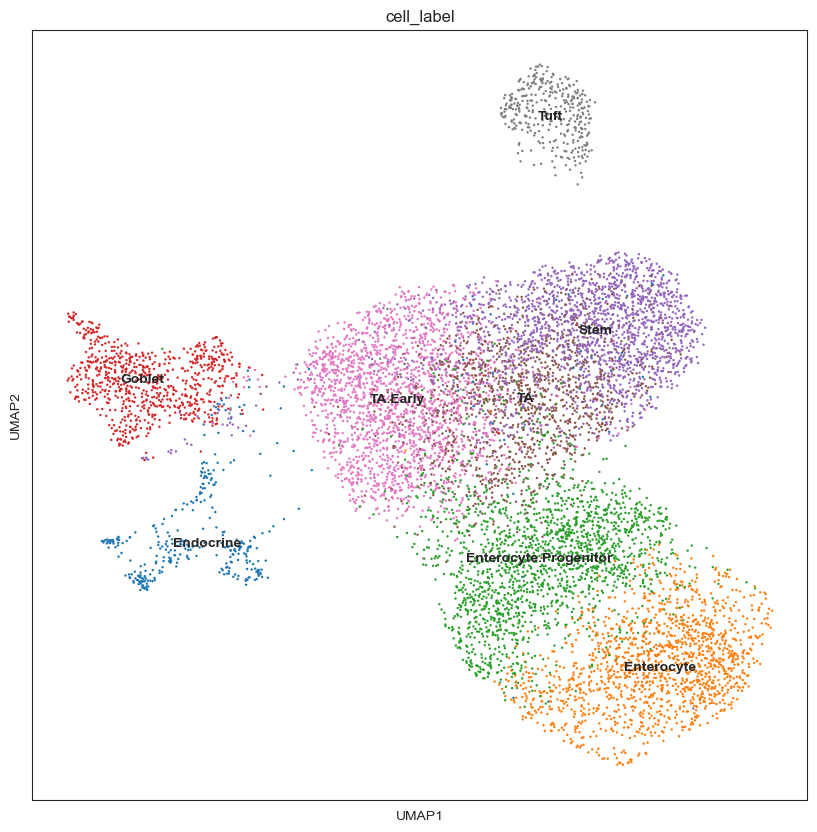 cell_label
Tuft
Stem
Goblet
TA.Early
TA
UMAP2
Endocrine
Enterocyte.Progenitor
Enterocyte
UMAP1